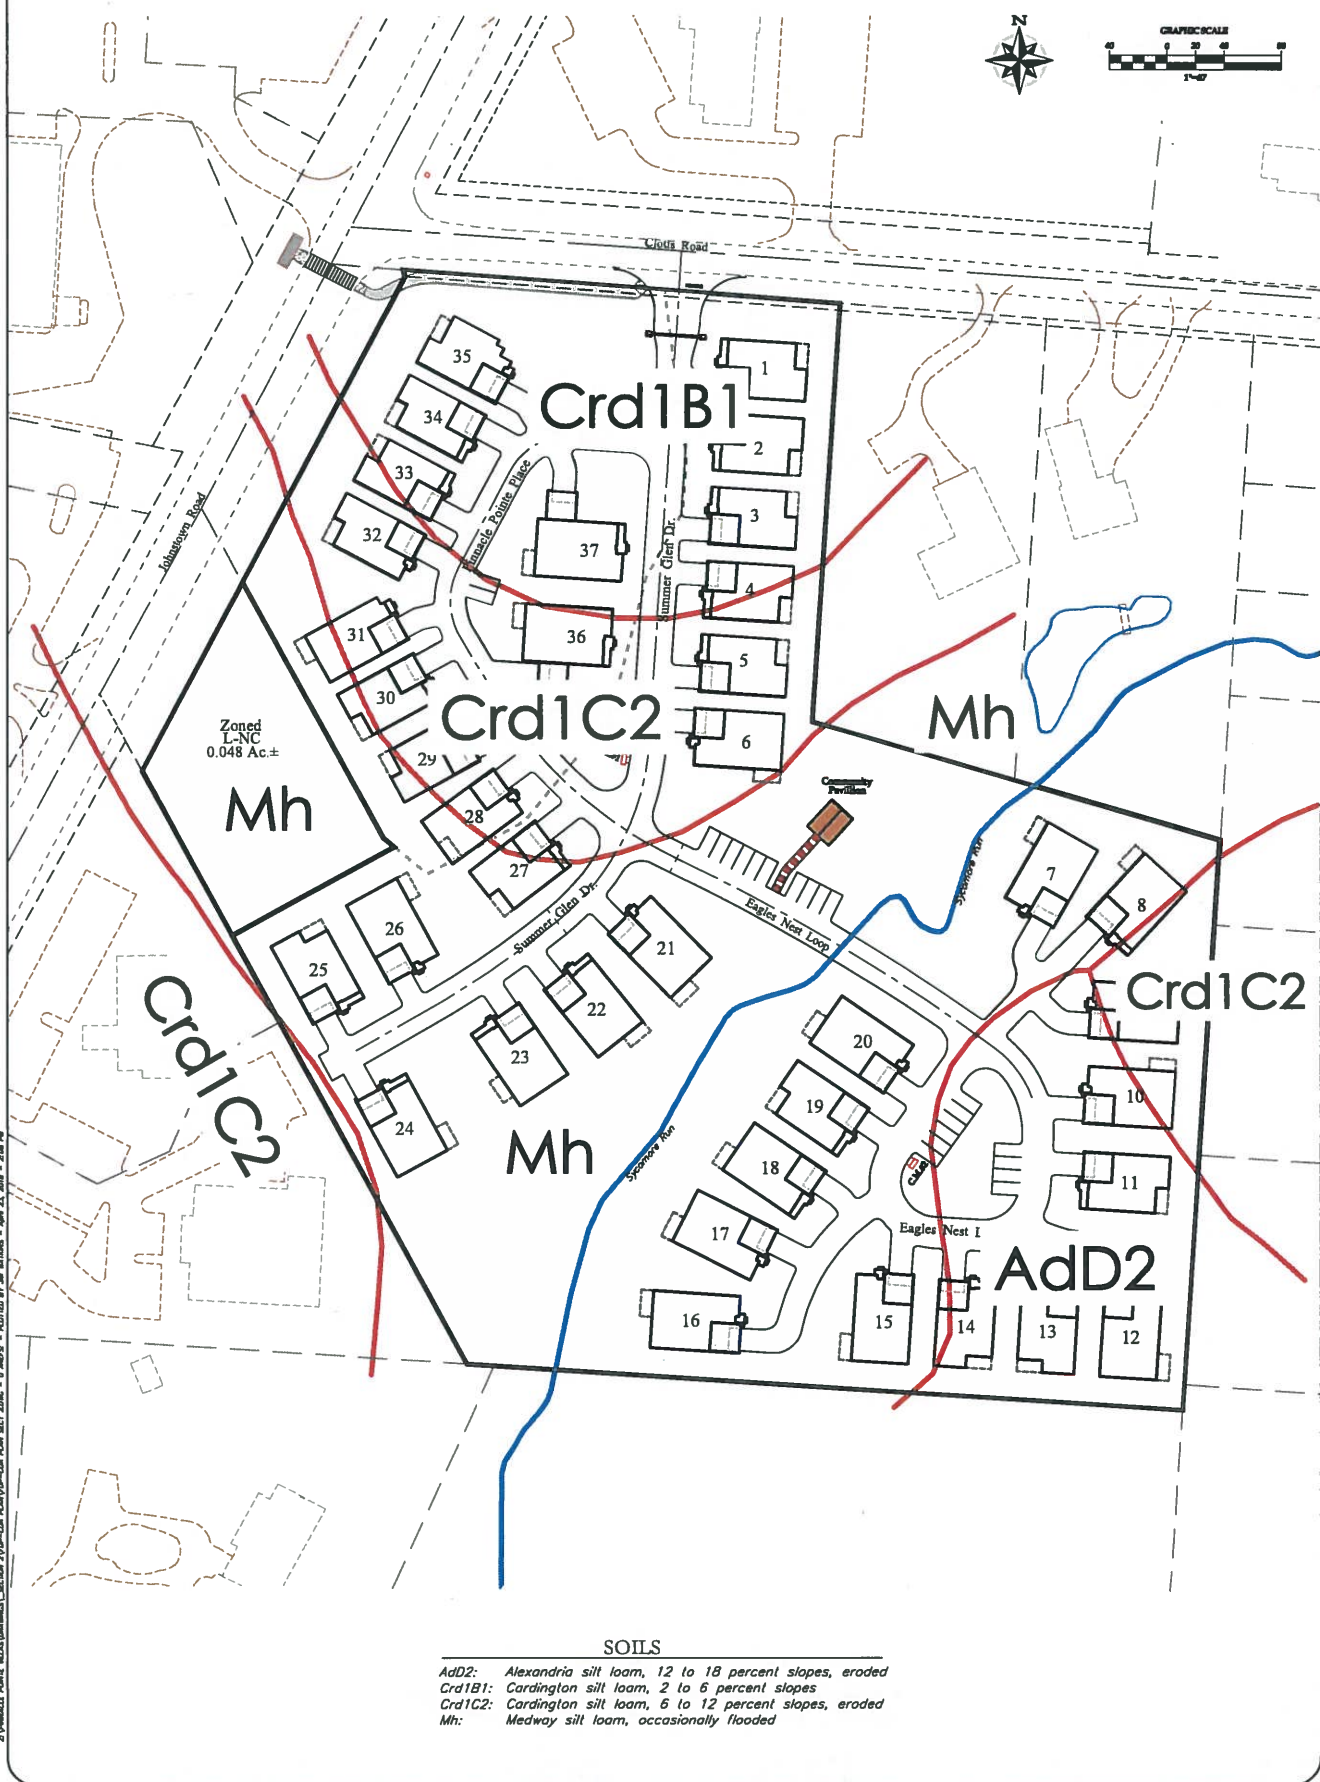 N
GRAPHIC SCALE
40 0 20 40 80
Clotts Road
35
1
Crd1B1
34
2
33
3
Pinnacle Pointe Place
32
37
Summer Glen Dr.
Johnstown Road
4
31
36
5
30
Crd1C2
Mh
6
Zoned
L-NC
0.048 Ac.±
29
Community
Pavilion
Mh
28
27
7
Sycamore Run
8
26
Summer Glen Dr.
Eagles Nest Loop
21
25
Crd1C2
Crd1C2
22
23
20
10
19
24
Mh
Sycamore Run
18
11
17
Eagles Nest L
AdD2
16
15
14
13
12
SOILS
AdD2: Alexandria silt loam, 12 to 18 percent slopes, eroded
Crd1B1: Cardington silt loam, 2 to 6 percent slopes
Crd1C2: Cardington silt loam, 6 to 12 percent slopes, eroded
Mh: Medway silt loam, occasionally flooded